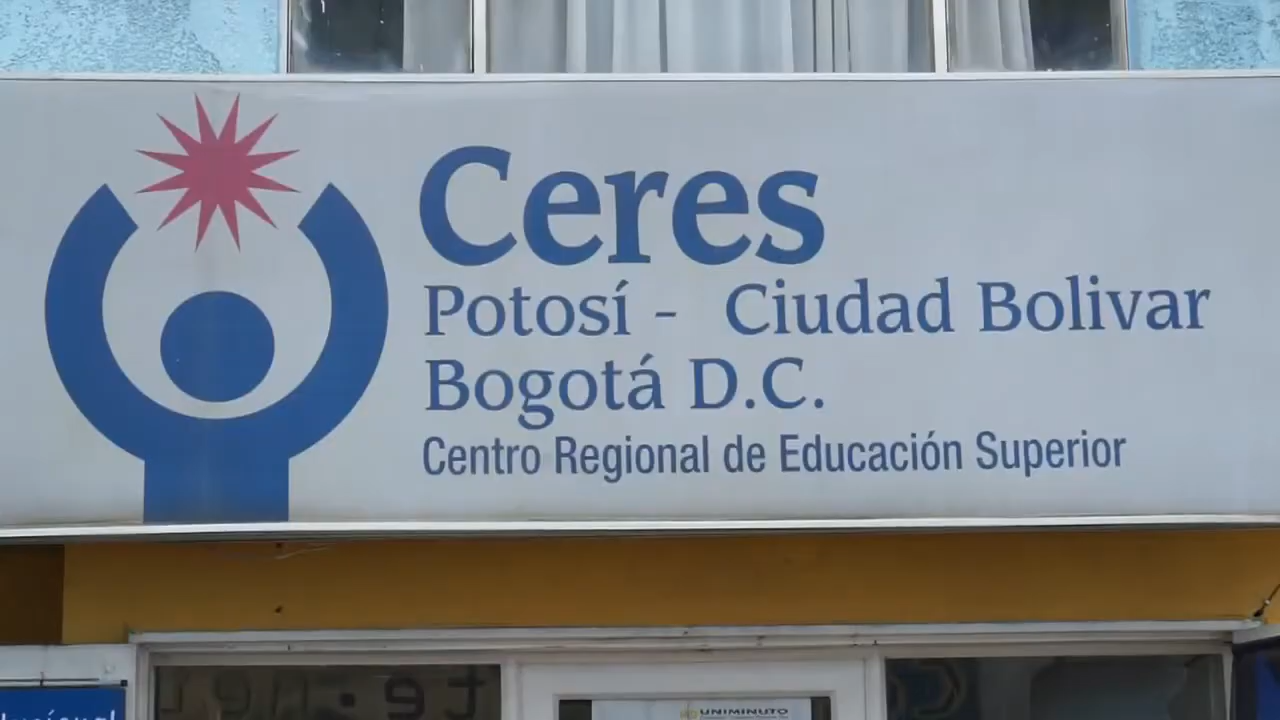 Ceres
Potosí - Ciudad Bolivar
Bogotá D.C.
Centro Regional de Educación Superior
UNIMINUTO